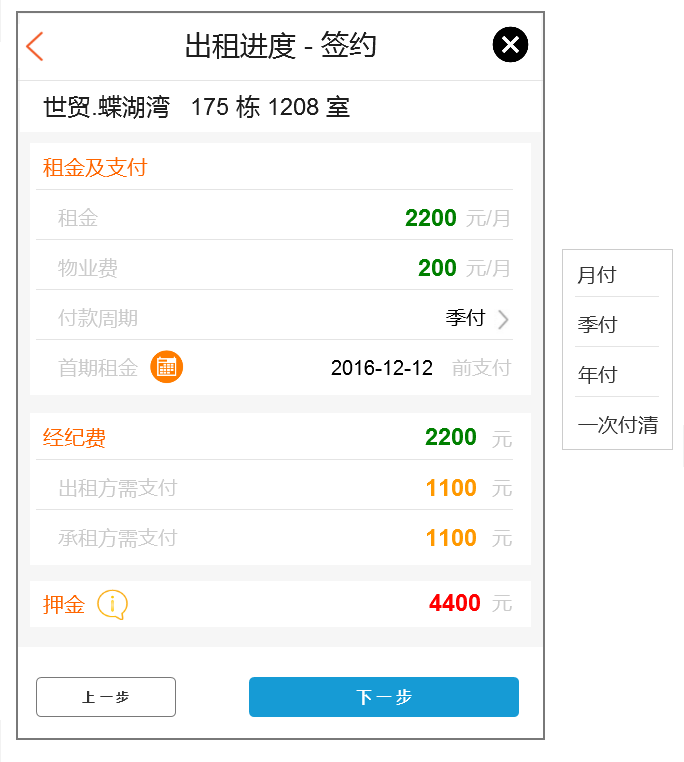 出租进度 - 签约
世贸.蝶湖湾 175 栋 1208 室
租金及支付
租金 2200 元/月
物业费 200 元/月
付款周期 季付
首期租金 2016-12-12 前支付
经纪费 2200 元
出租方需支付 1100 元
承租方需支付 1100 元
押金 4400 元
上一步 下一步
月付
季付
年付
一次付清